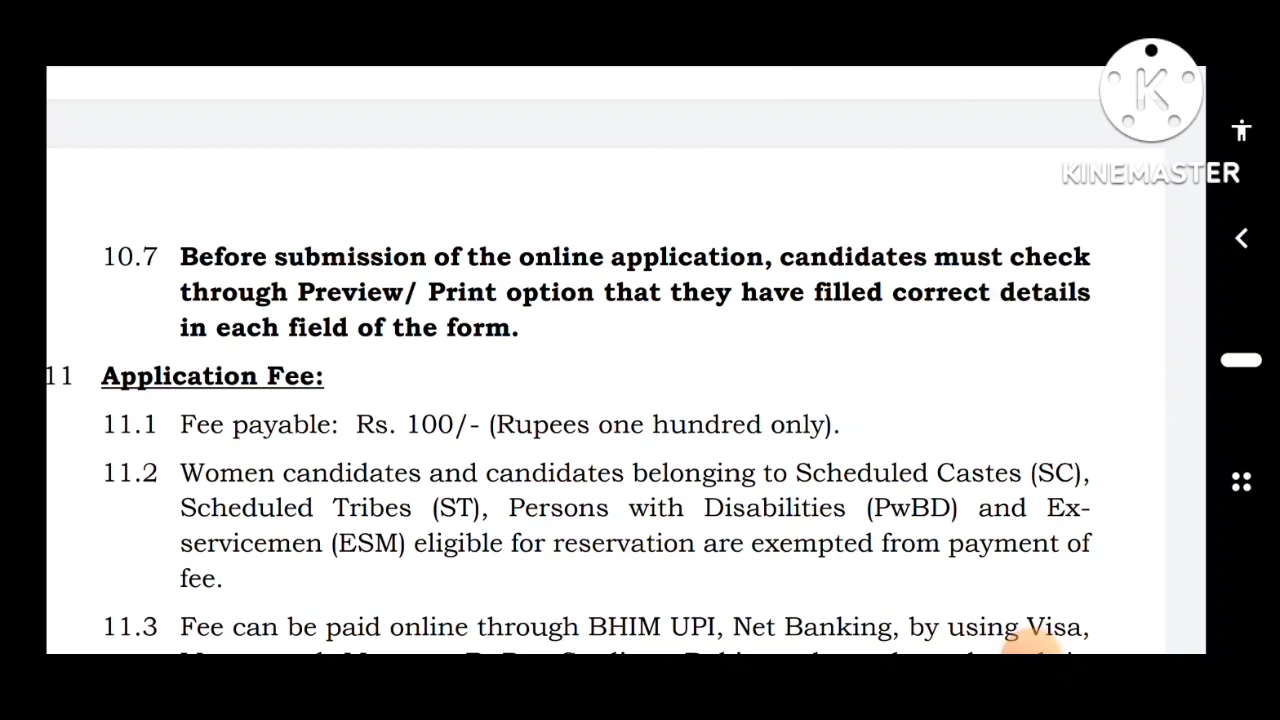 K
KINEMASTER
10.7 Before submission of the online application, candidates must check
through Preview/ Print option that they have filled correct details
in each field of the form.
11 Application Fee:
11.1 Fee payable: Rs. 100/- (Rupees one hundred only).
11.2 Women candidates and candidates belonging to Scheduled Castes (SC),
Scheduled Tribes (ST), Persons with Disabilities (PwBD) and Ex-
servicemen (ESM) eligible for reservation are exempted from payment of
fee.
11.3 Fee can be paid online through BHIM UPI, Net Banking, by using Visa,